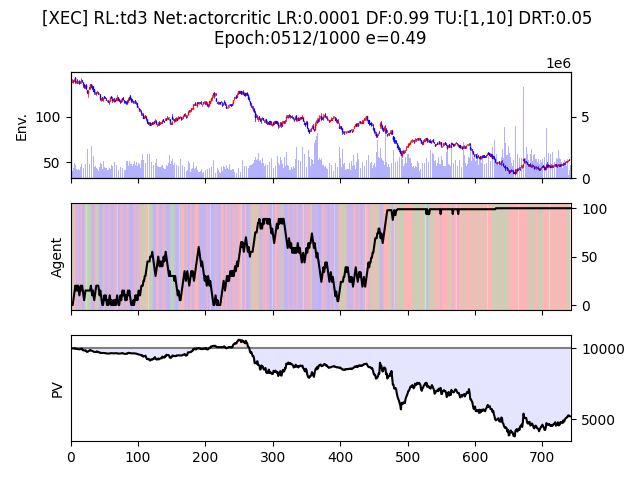 [XEC] RL:td3 Net:actorcritic LR:0.0001 DF:0.99 TU:[1,10] DRT:0.05
Epoch:0512/1000 e=0.49
1e6
Env.
100
50
5
0
Agent
100
50
0
PV
10000
5000
0 100 200 300 400 500 600 700